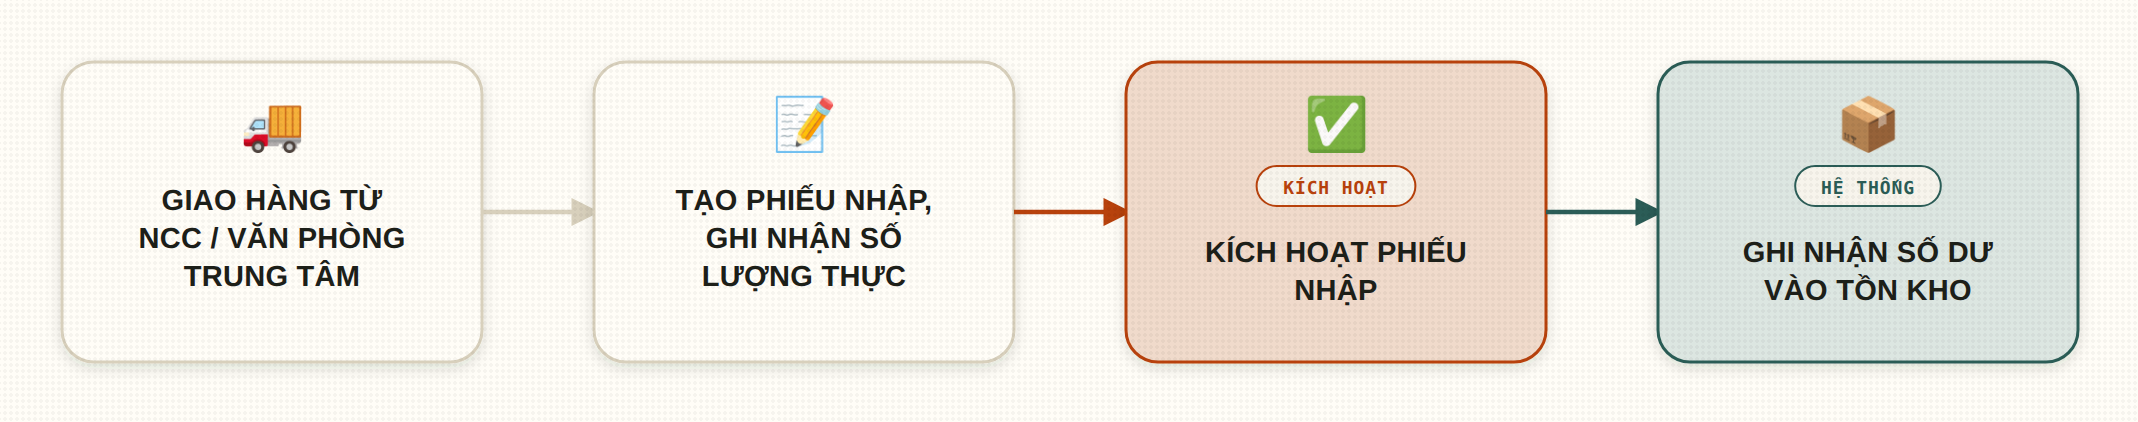 GIAO HÀNG TỪ
NCC / VĂN PHÒNG
TRUNG TÂM
TẠO PHIẾU NHẬP,
GHI NHẬN SỐ
LƯỢNG THỰC
KÍCH HOẠT
KÍCH HOẠT PHIẾU
NHẬP
HỆ THỐNG
GHI NHẬN SỐ DƯ
VÀO TỒN KHO